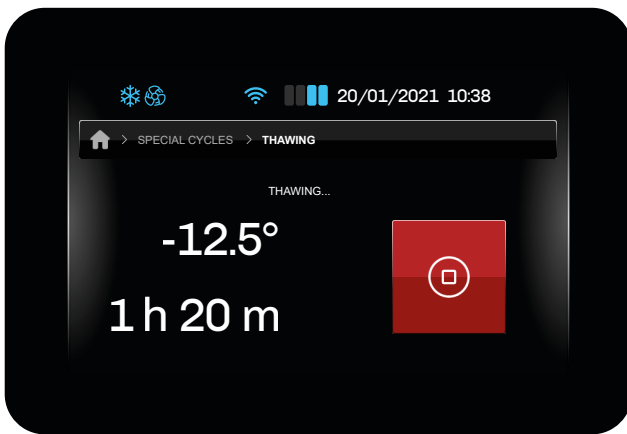 20/01/2021 10:38
> SPECIAL CYCLES > THAWING
THAWING...
-12.5°
1 h 20 m